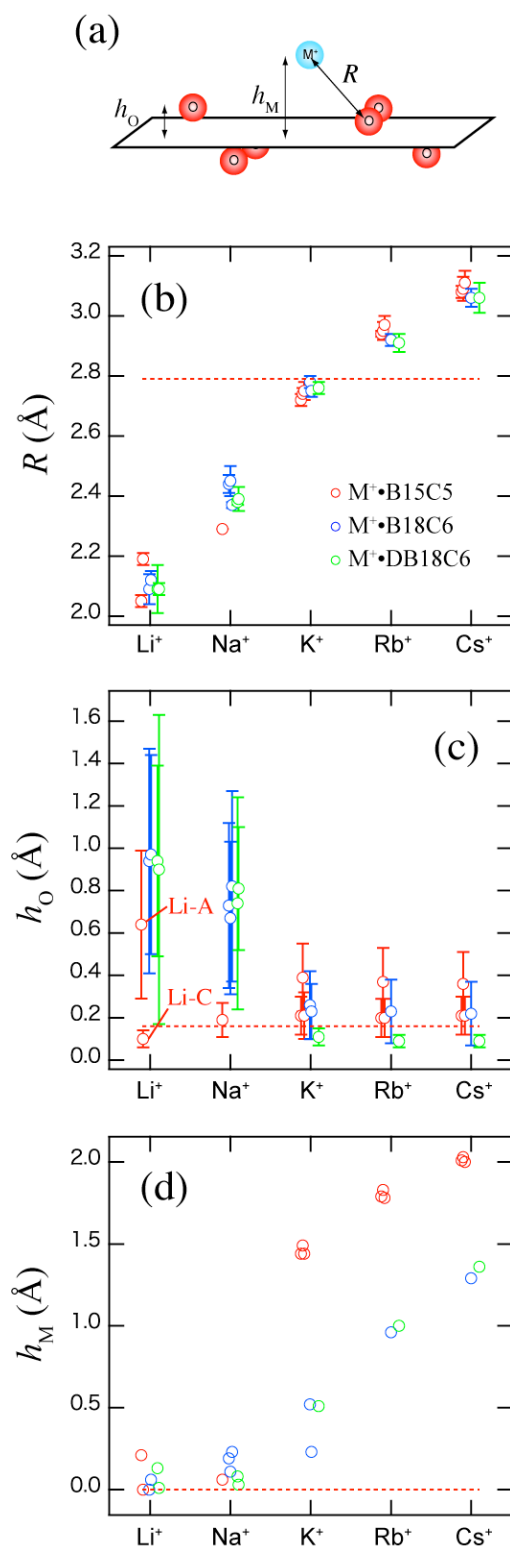 (a)
M⁺
R
h_O
h_M
O
O
O
O
O
(b)
3.2
3.0
2.8
2.6
2.4
2.2
2.0
R (Å)
M⁺•B15C5
M⁺•B18C6
M⁺•DB18C6
Li⁺ Na⁺ K⁺ Rb⁺ Cs⁺
(c)
1.6
1.4
1.2
1.0
0.8
0.6
0.4
0.2
0.0
h_O (Å)
Li-A
Li-C
Li⁺ Na⁺ K⁺ Rb⁺ Cs⁺
(d)
2.0
1.5
1.0
0.5
0.0
h_M (Å)
Li⁺ Na⁺ K⁺ Rb⁺ Cs⁺